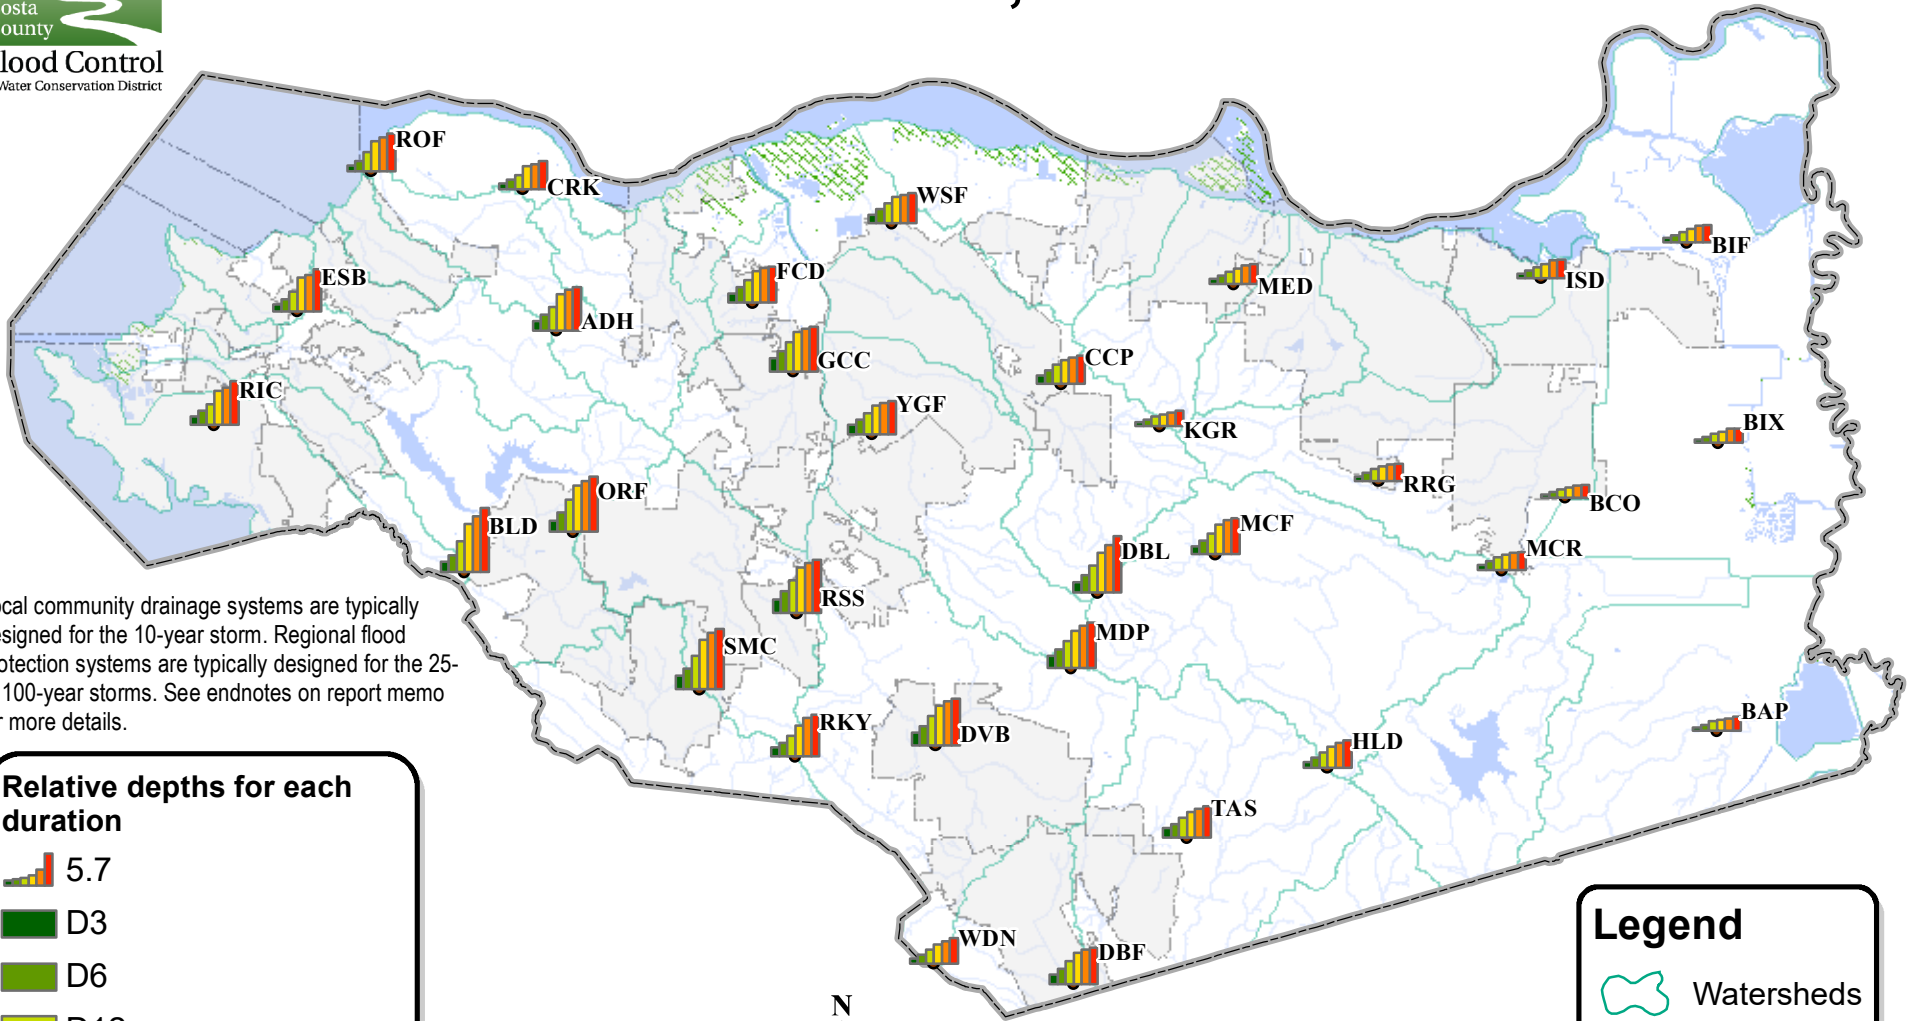 osta
ounty
lood Control
Water Conservation District
ROF
CRK
WSF
BIF
ESB
FCD
MED
ISD
ADH
GCC
CCP
RIC
YGF
KGR
BIX
RRG
BCO
ORF
BLD
DBL
MCF
MCR
RSS
SMC
MDP
RKY
DVB
HLD
BAP
TAS
WDN
DBF
N
ocal community drainage systems are typically
esigned for the 10-year storm. Regional flood
otection systems are typically designed for the 25-
100-year storms. See endnotes on report memo
r more details.
Relative depths for each
duration
5.7
D3
D6
Legend
Watersheds